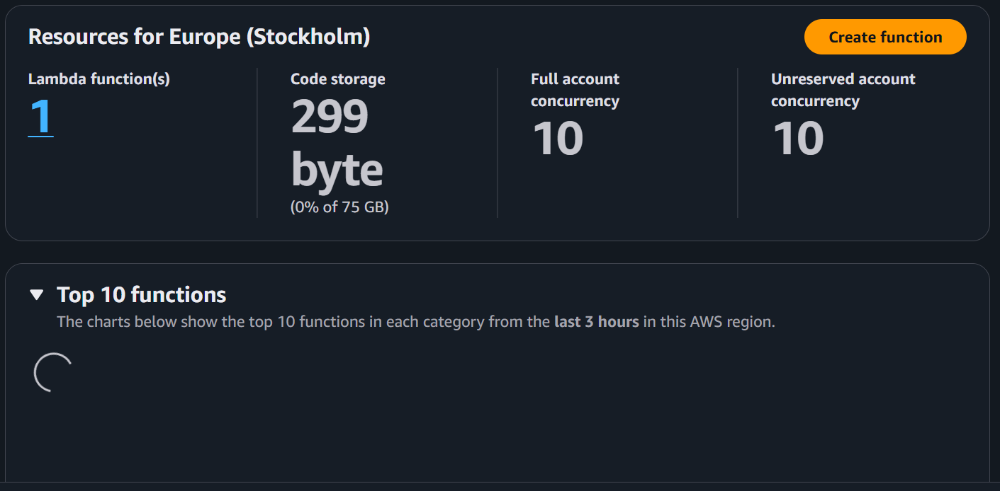 Resources for Europe (Stockholm)
Create function
Lambda function(s)
1
Code storage
299
byte
(0% of 75 GB)
Full account
concurrency
10
Unreserved account
concurrency
10
Top 10 functions
The charts below show the top 10 functions in each category from the last 3 hours in this AWS region.